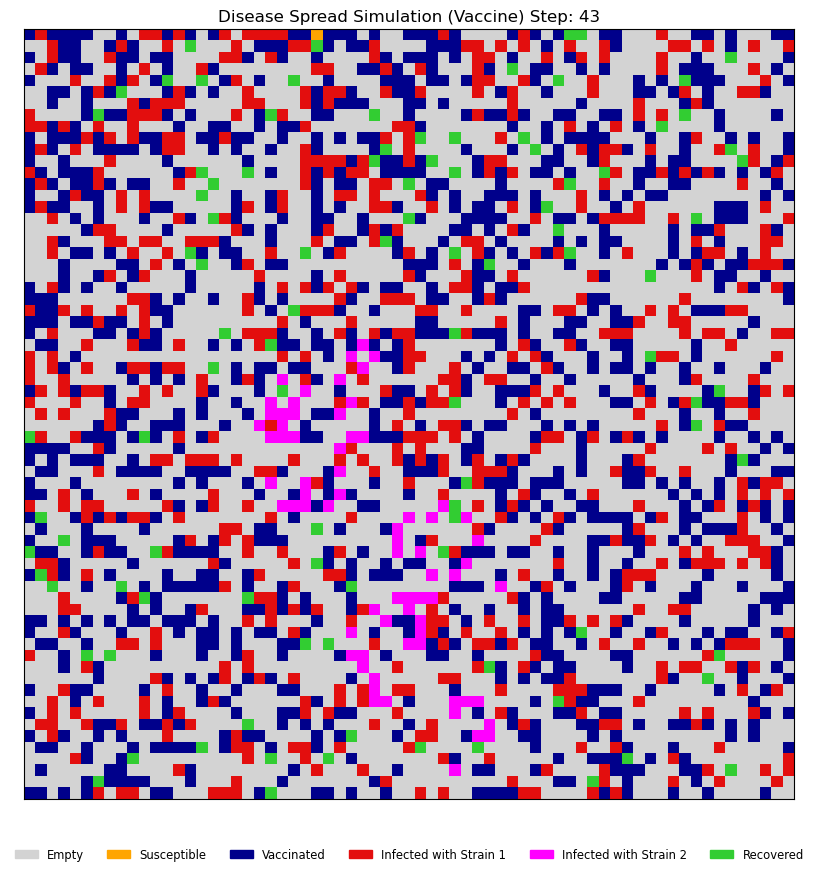 Disease Spread Simulation (Vaccine) Step: 43
Empty Susceptible Vaccinated Infected with Strain 1 Infected with Strain 2 Recovered